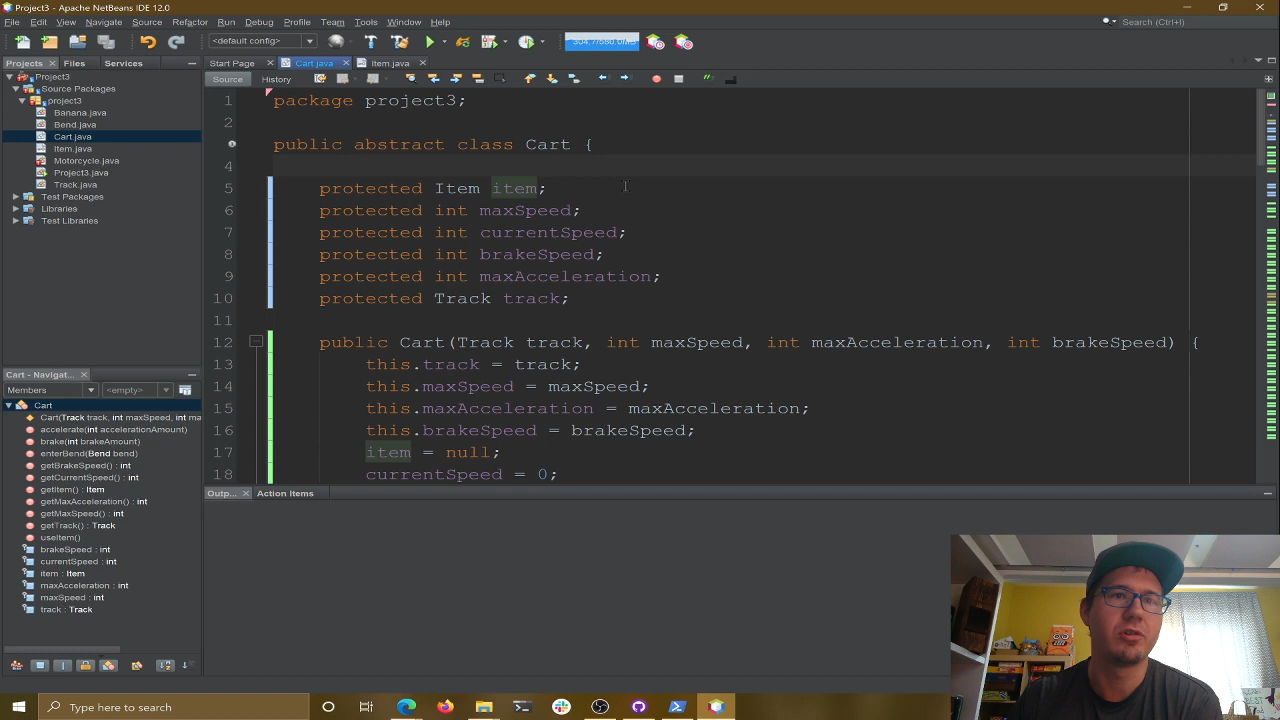 Project3 - Apache NetBeans IDE 12.0
File Edit View Navigate Source Refactor Run Debug Profile Team Tools Window Help
Search (Ctrl+I)
<default config>
304.7/580.0MB
Projects Files Services
Start Page Cart.java Item.java
Source History
Project3
Source Packages
project3
Banana.java
Bend.java
Cart.java
Item.java
Motorcycle.java
Project3.java
Track.java
Test Packages
Libraries
Test Libraries
1 package project3;
2
3 public abstract class Cart {
4
5 protected Item item;
6 protected int maxSpeed;
7 protected int currentSpeed;
8 protected int brakeSpeed;
9 protected int maxAcceleration;
10 protected Track track;
11
12 public Cart(Track track, int maxSpeed, int maxAcceleration, int brakeSpeed) {
13 this.track = track;
14 this.maxSpeed = maxSpeed;
15 this.maxAcceleration = maxAcceleration;
16 this.brakeSpeed = brakeSpeed;
17 item = null;
18 currentSpeed = 0;
Cart - Navigat...
Members <empty>
Cart
Cart(Track track, int maxSpeed, int ma
accelerate(int accelerationAmount)
brake(int brakeAmount)
enterBend(Bend bend)
getBrakeSpeed() : int
getCurrentSpeed() : int
getItem() : Item
getMaxAcceleration() : int
getMaxSpeed() : int
getTrack() : Track
useItem()
brakeSpeed : int
currentSpeed : int
item : Item
maxAcceleration : int
maxSpeed : int
track : Track
Outp... Action Items
Type here to search